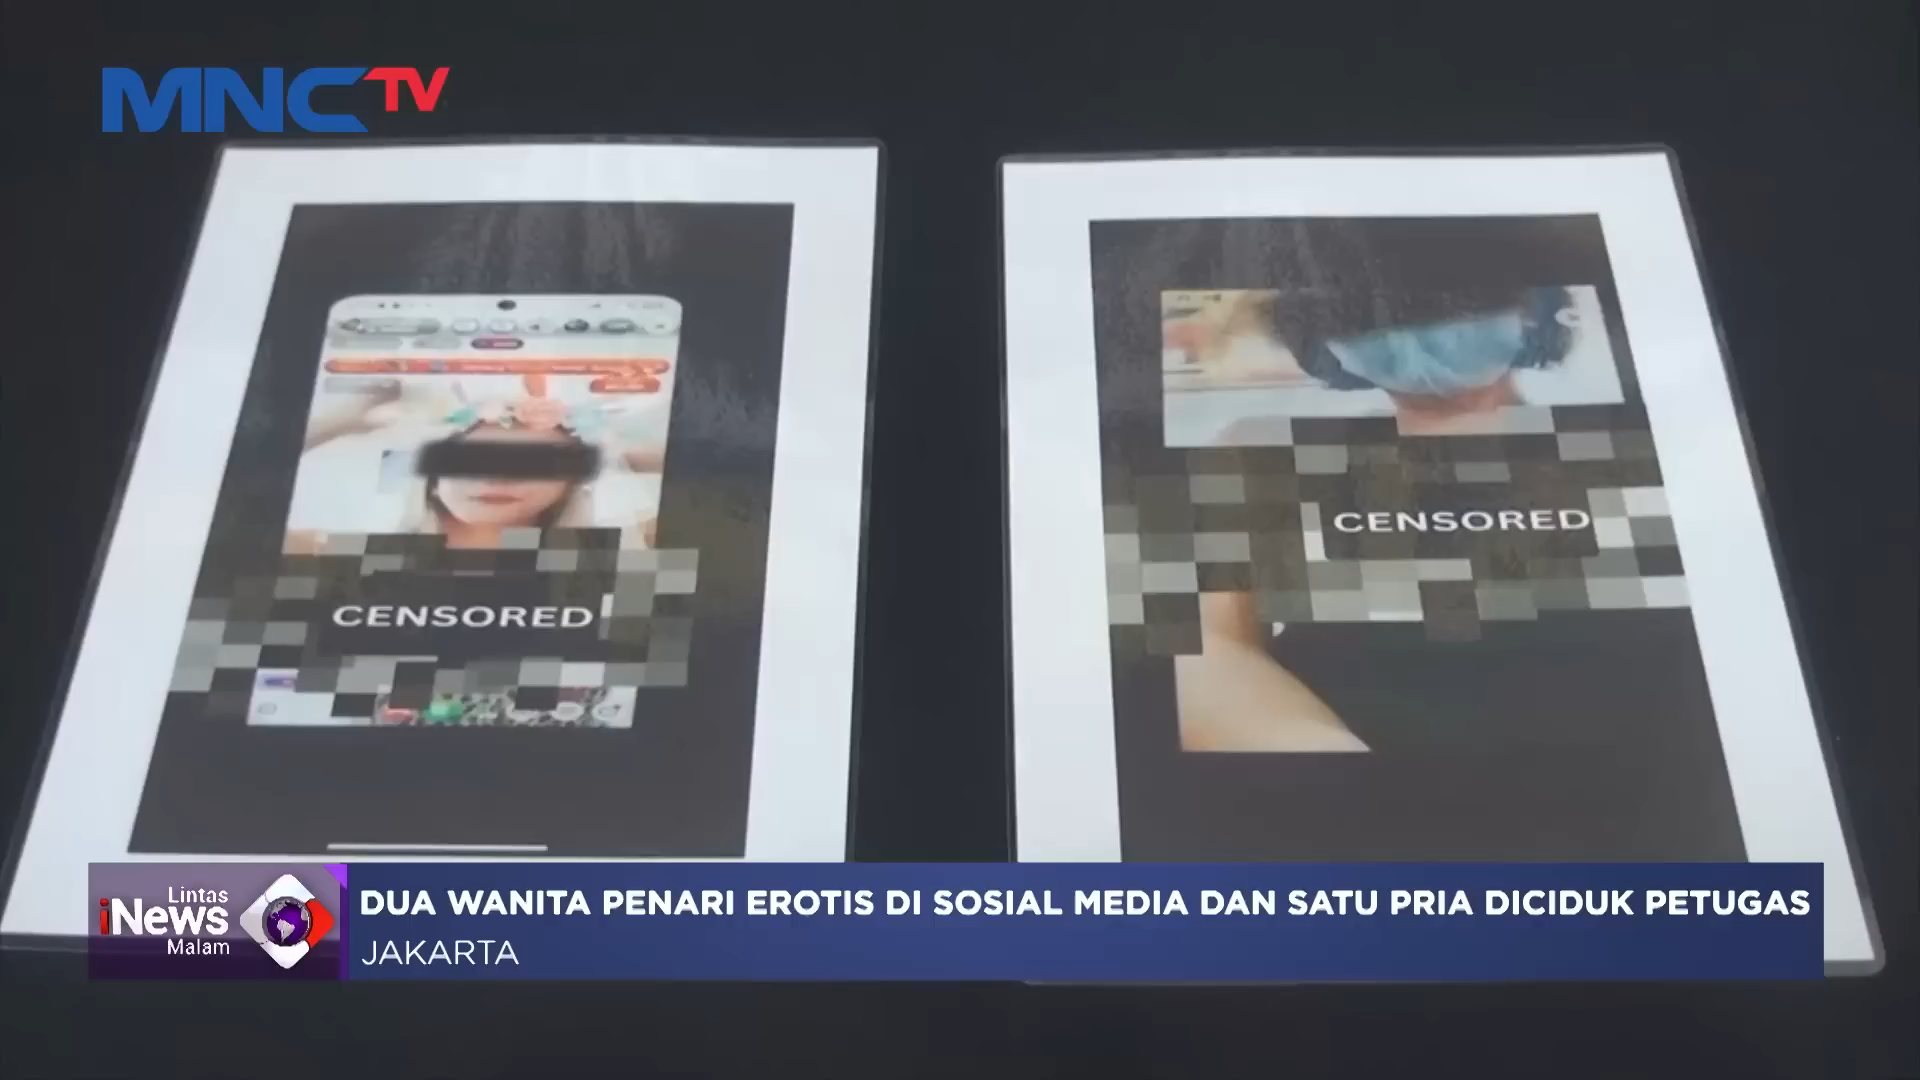 MNCTV
CENSORED
CENSORED
Lintas
iNews
Malam
DUA WANITA PENARI EROTIS DI SOSIAL MEDIA DAN SATU PRIA DICIDUK PETUGAS
JAKARTA